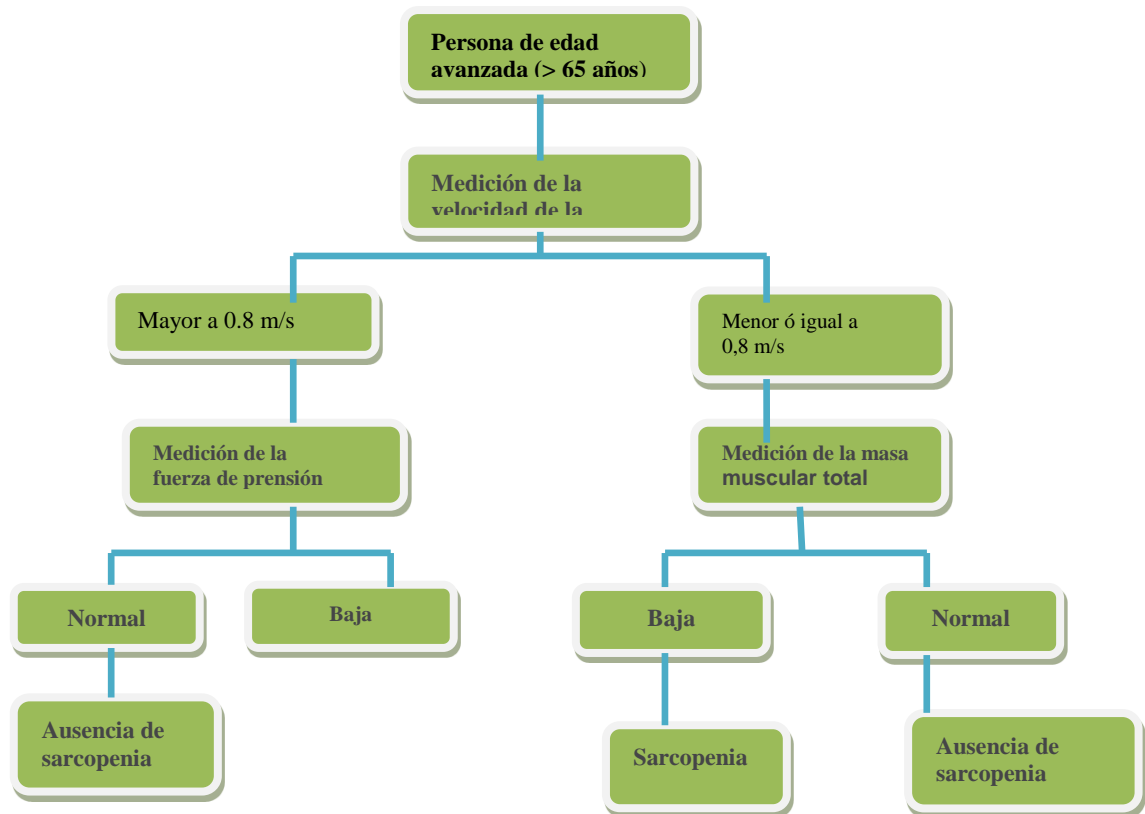 Persona de edad
avanzada (> 65 años)
Medición de la
velocidad de la
Mayor a 0.8 m/s
Menor ó igual a
0,8 m/s
Medición de la
fuerza de prensión
Medición de la masa
muscular total
Normal
Baja
Baja
Normal
Ausencia de
sarcopenia
Sarcopenia
Ausencia de
sarcopenia